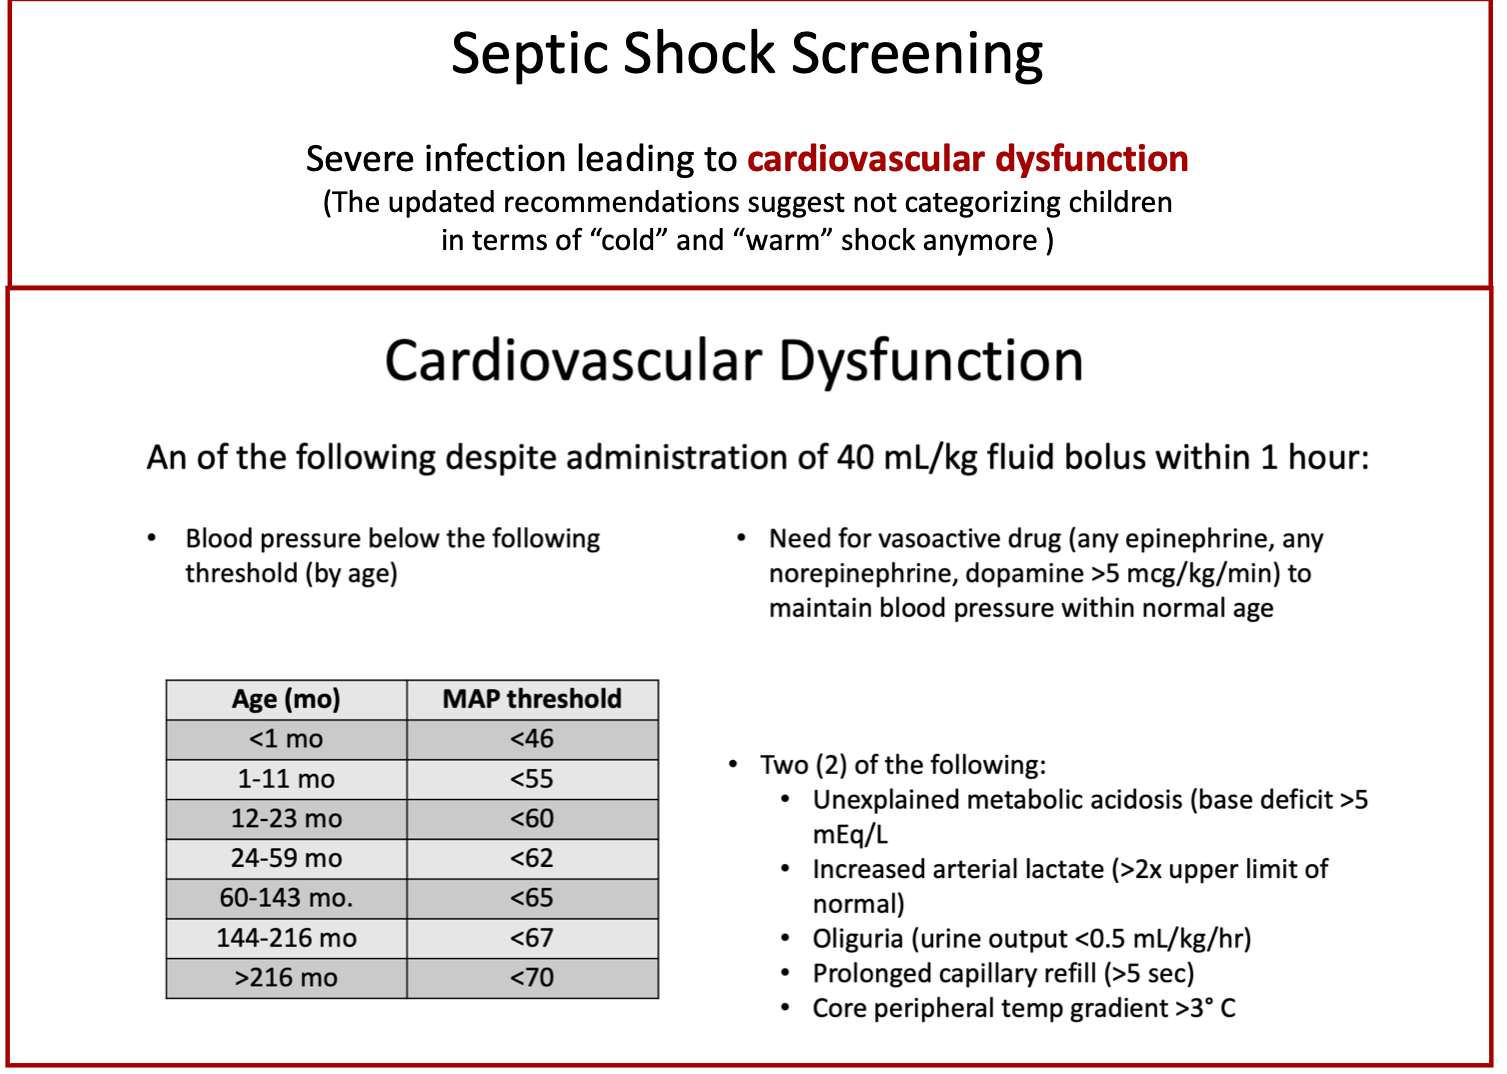 Septic Shock Screening
Severe infection leading to cardiovascular dysfunction
(The updated recommendations suggest not categorizing children
in terms of “cold” and “warm” shock anymore )
Cardiovascular Dysfunction
An of the following despite administration of 40 mL/kg fluid bolus within 1 hour:
• Blood pressure below the following
threshold (by age)
Age (mo) MAP threshold
<1 mo <46
1-11 mo <55
12-23 mo <60
24-59 mo <62
60-143 mo. <65
144-216 mo <67
>216 mo <70
• Need for vasoactive drug (any epinephrine, any
norepinephrine, dopamine >5 mcg/kg/min) to
maintain blood pressure within normal age
• Two (2) of the following:
• Unexplained metabolic acidosis (base deficit >5
mEq/L
• Increased arterial lactate (>2x upper limit of
normal)
• Oliguria (urine output <0.5 mL/kg/hr)
• Prolonged capillary refill (>5 sec)
• Core peripheral temp gradient >3° C